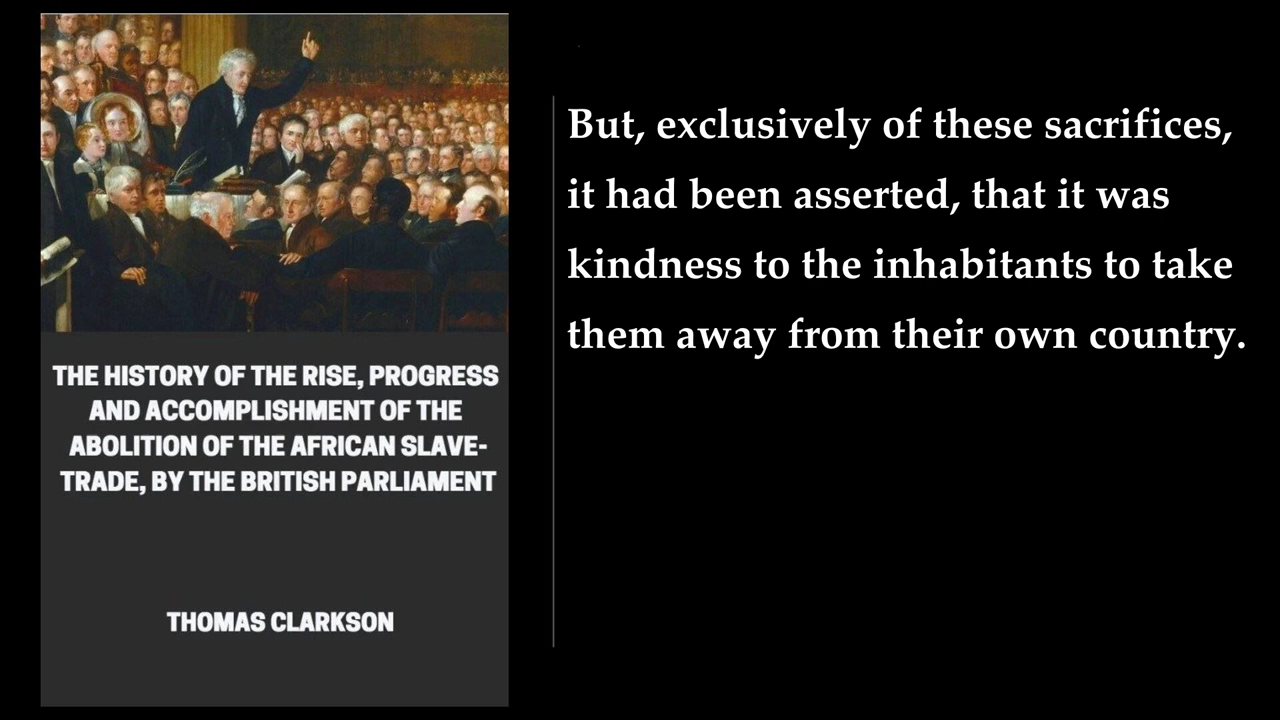 THE HISTORY OF THE RISE, PROGRESS
AND ACCOMPLISHMENT OF THE
ABOLITION OF THE AFRICAN SLAVE-
TRADE, BY THE BRITISH PARLIAMENT
THOMAS CLARKSON
But, exclusively of these sacrifices,
it had been asserted, that it was
kindness to the inhabitants to take
them away from their own country.